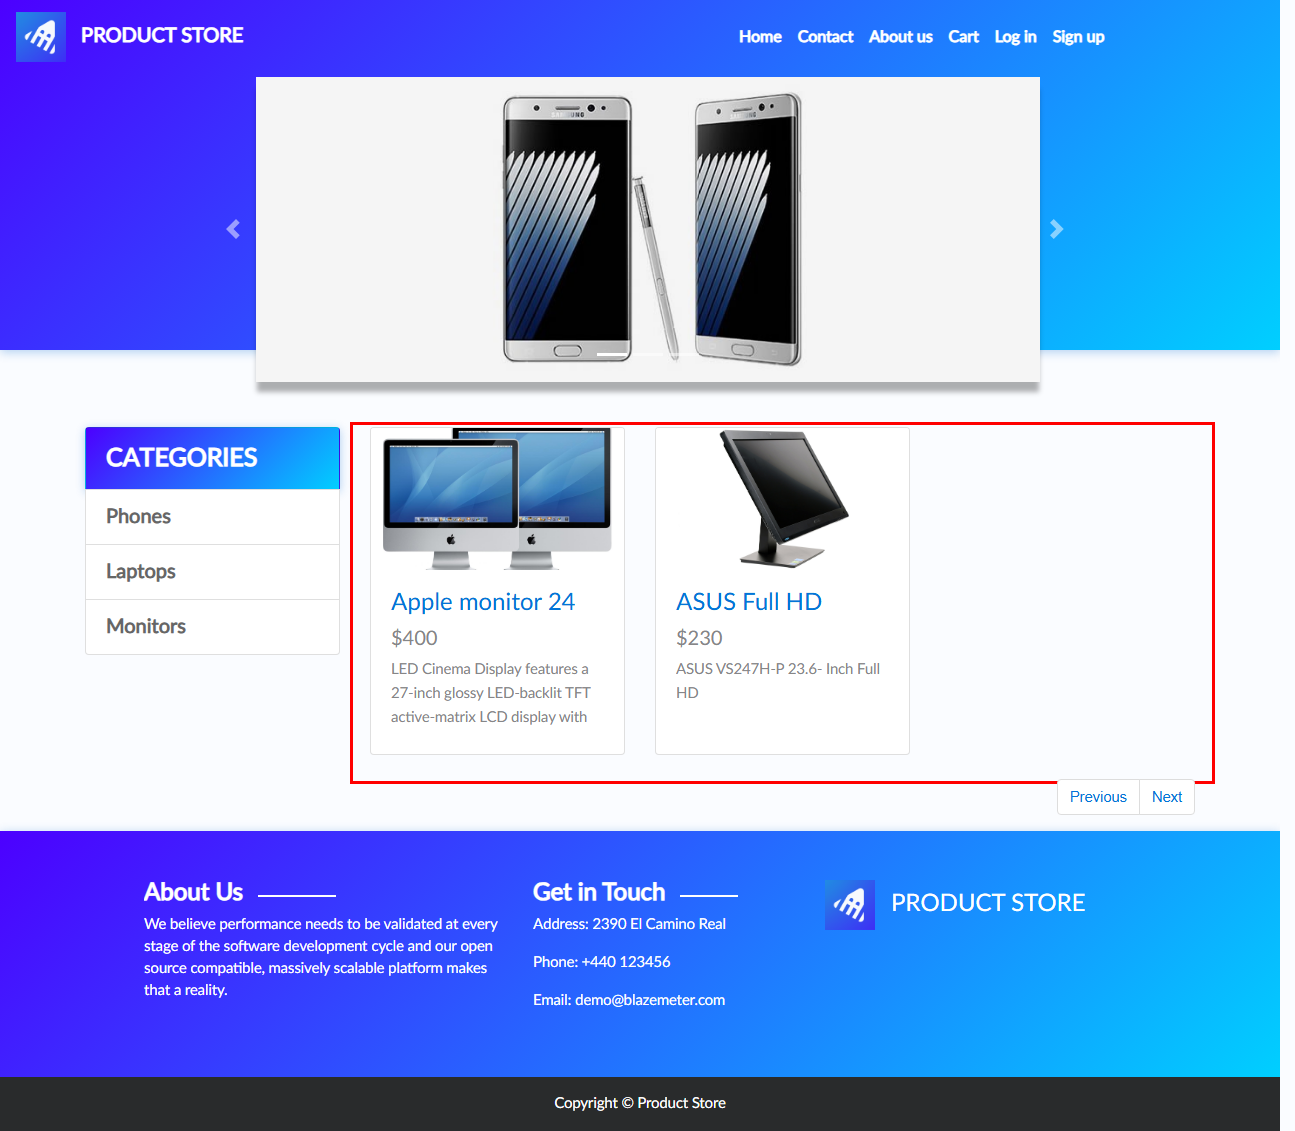 PRODUCT STORE
Home Contact About us Cart Log in Sign up
SAMSUNG SAMSUNG
CATEGORIES
Phones
Laptops
Monitors
Apple monitor 24
$400
LED Cinema Display features a
27-inch glossy LED-backlit TFT
active-matrix LCD display with
ASUS Full HD
$230
ASUS VS247H-P 23.6- Inch Full
HD
Previous Next
About Us
We believe performance needs to be validated at every
stage of the software development cycle and our open
source compatible, massively scalable platform makes
that a reality.
Get in Touch
Address: 2390 El Camino Real
Phone: +440 123456
Email: demo@blazemeter.com
PRODUCT STORE
Copyright © Product Store